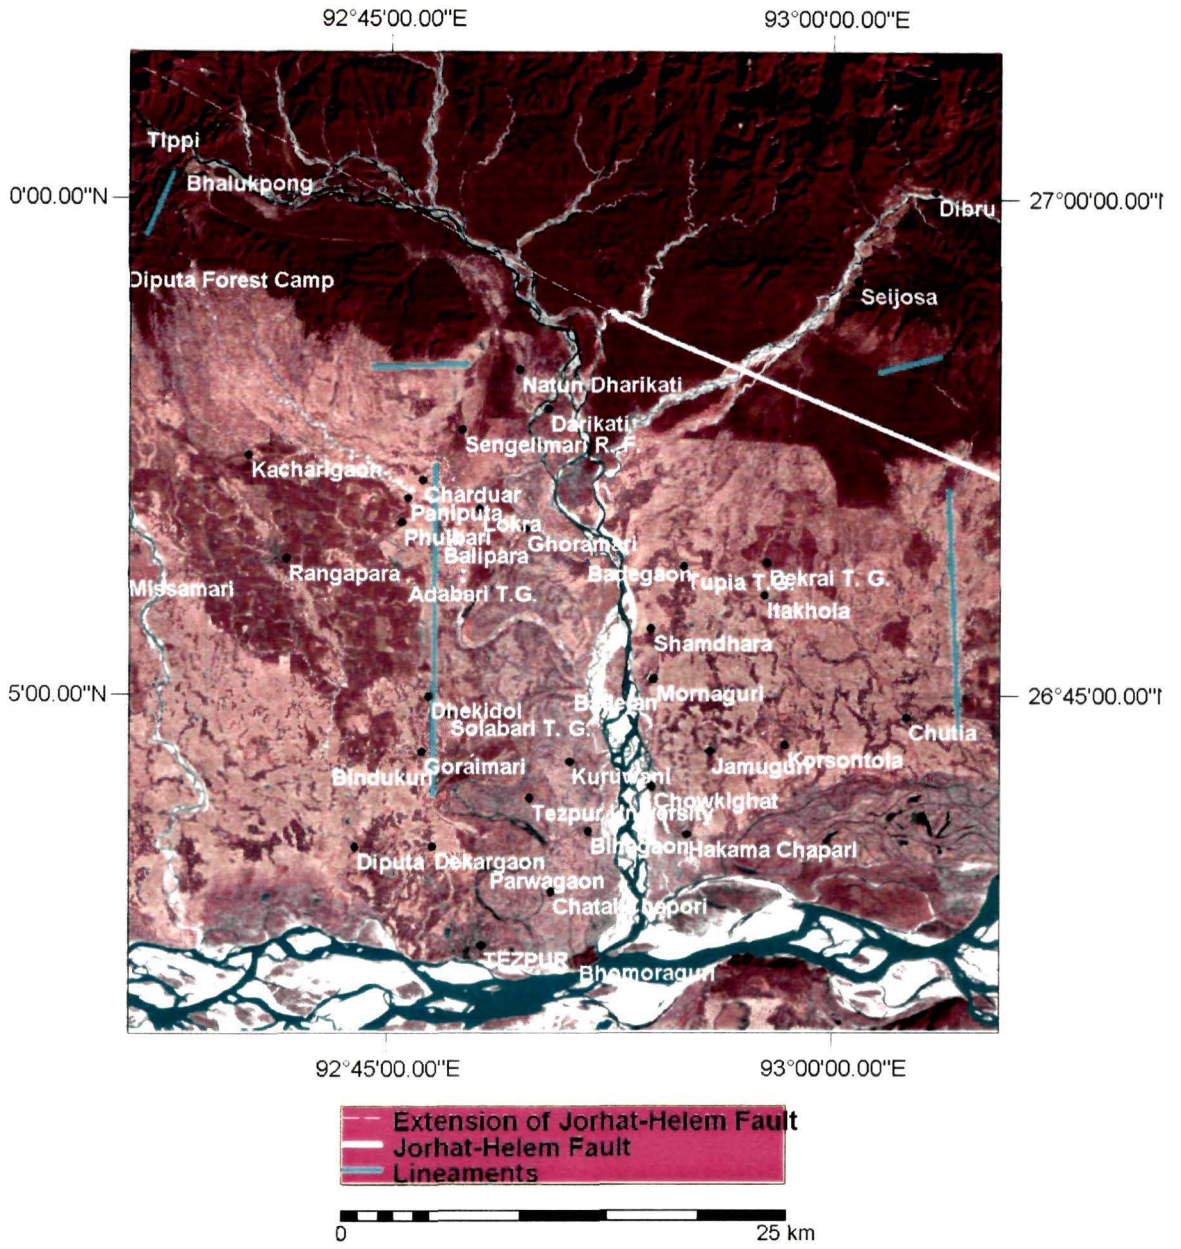 92°45'00.00"E
93°00'00.00"E
Tippi
Bhalukpong
0'00.00"N
27°00'00.00"N
Dibru
Diputa Forest Camp
Seijosa
Natun Dharikati
Darikati
Sengelimari R. F.
Kacharigaon
Charduar
Paniputa
Lokra
Phulbari
Ghoramari
Balipara
Rangapara
Badegaon
Tupia T.G.
Dekrai T. G.
Missamari
Adabari T.G.
Itakhola
Shamdhara
5'00.00"N
Mornaguri
26°45'00.00"N
Dhekidol
Solabari T. G.
Chutia
Goraimari
Bindukuri
Kuruwani
Jamuguri
Korsontola
Chowkighat
Tezpur University
Bihagaon
Hakama Chapari
Diputa
Dekargaon
Parwagaon
Chatai Chapori
TEZPUR
Bhomoraguri
92°45'00.00"E
93°00'00.00"E
Extension of Jorhat-Helem Fault
Jorhat-Helem Fault
Lineaments
0
25 km